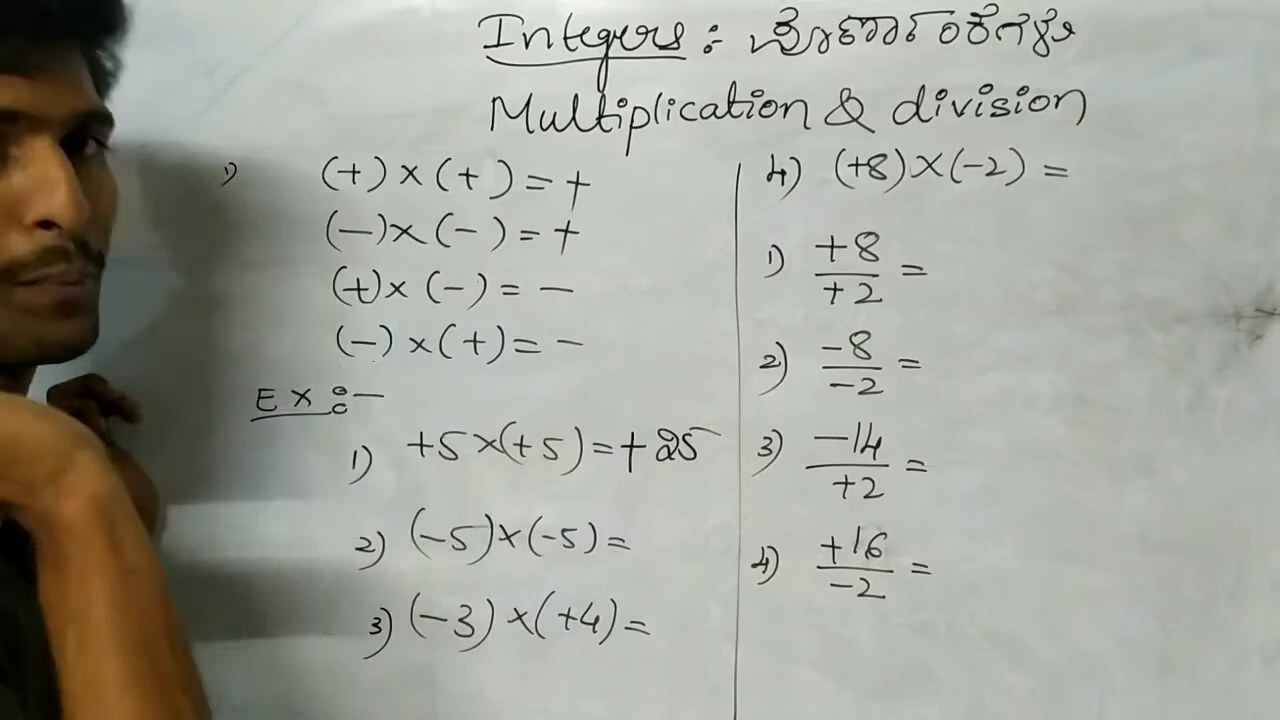 Integers : ಪೂರ್ಣಾಂಕಗಳು
Multiplication & division
1) (+) × (+) = +
(−) × (−) = +
(+) × (−) = −
(−) × (+) = −
Ex :−
1) +5 × (+5) = +25
2) (−5) × (−5) =
3) (−3) × (+4) =
4) (+8) × (−2) =
1) +8/+2 =
2) −8/−2 =
3) −14/+2 =
4) +16/−2 =